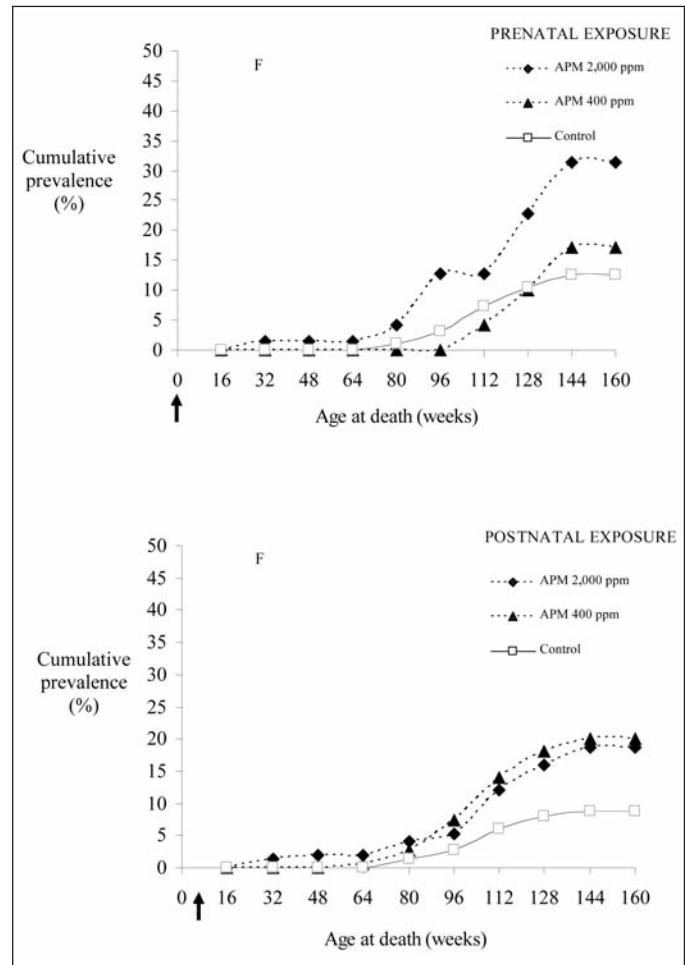 PRENATAL EXPOSURE
F
APM 2,000 ppm
APM 400 ppm
Control
Cumulative
prevalence
(%)
50
45
40
35
30
25
20
15
10
5
0
0 16 32 48 64 80 96 112 128 144 160
Age at death (weeks)
POSTNATAL EXPOSURE
F
APM 2,000 ppm
APM 400 ppm
Control
Cumulative
prevalence
(%)
50
45
40
35
30
25
20
15
10
5
0
0 16 32 48 64 80 96 112 128 144 160
Age at death (weeks)